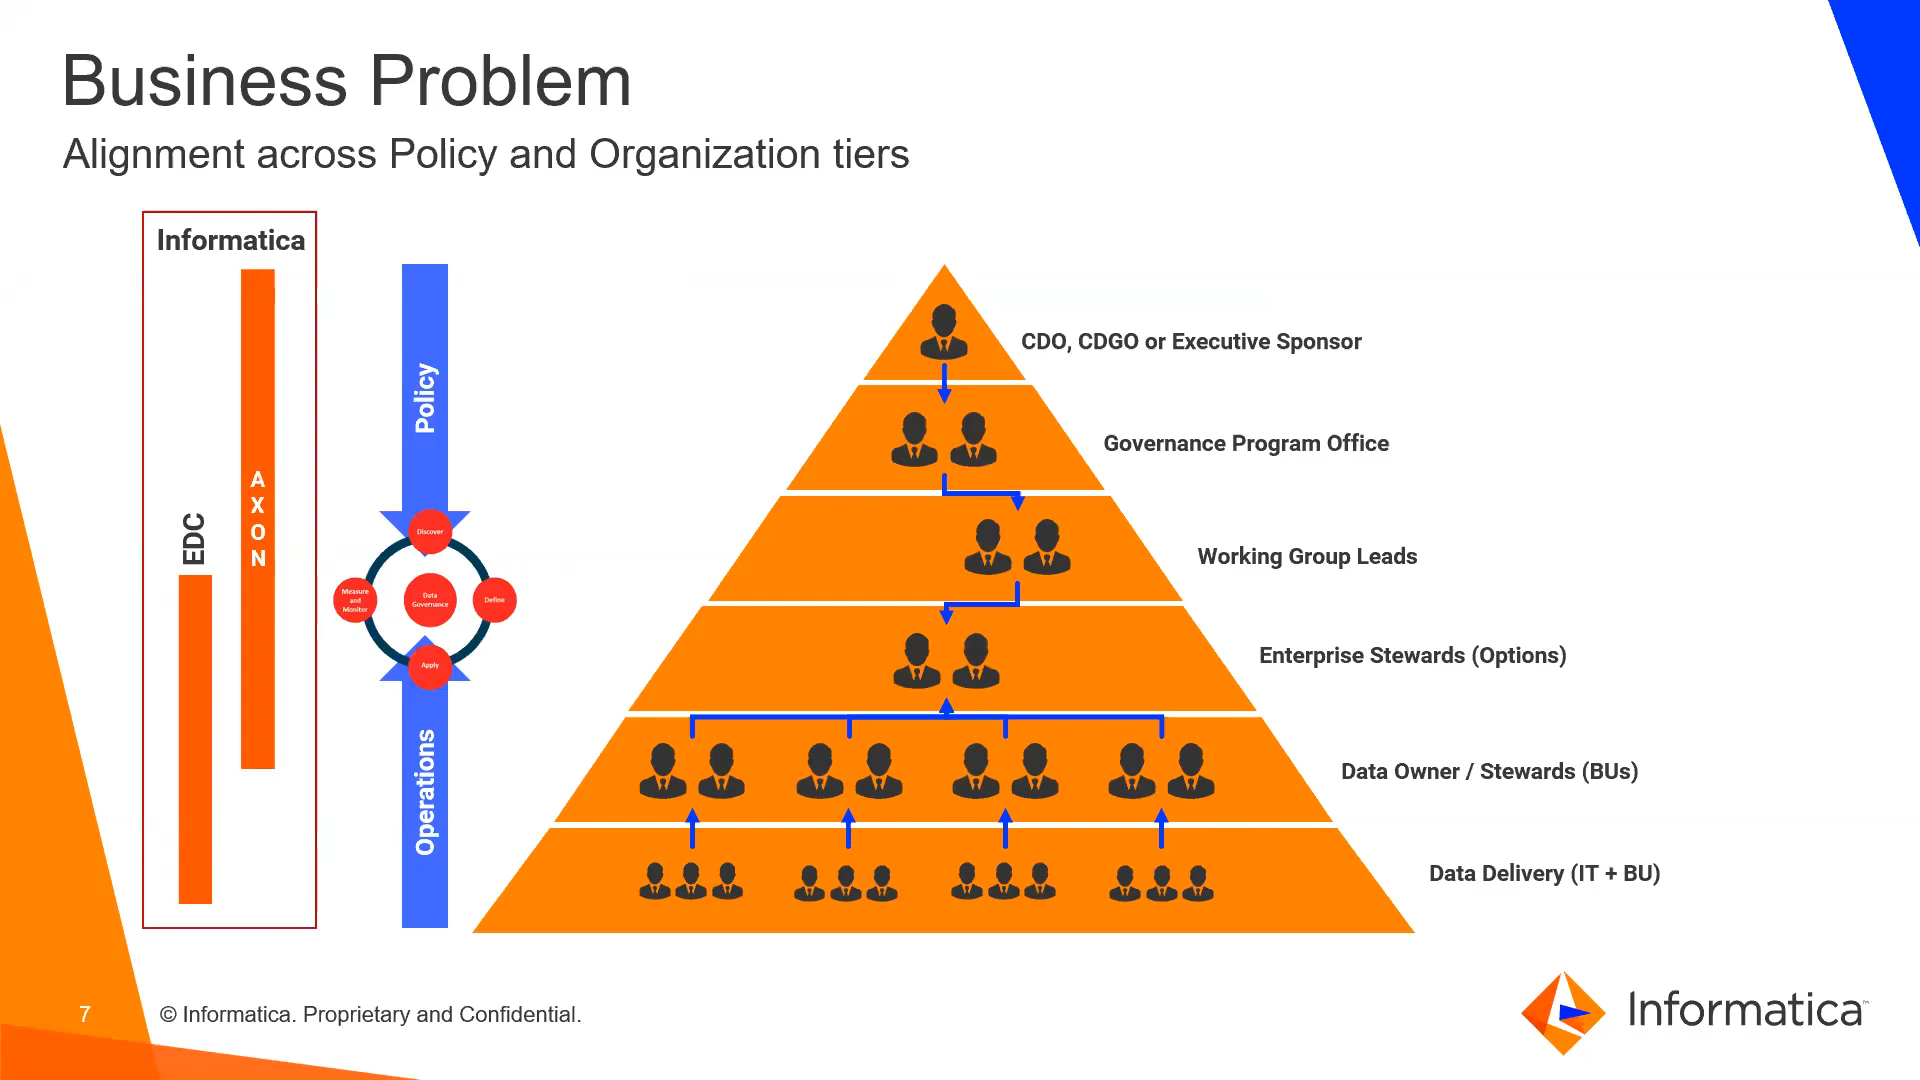 Business Problem
Alignment across Policy and Organization tiers
Informatica
EDC
A
X
O
N
Policy
Discover
Measure
and
Monitor
Data
Governance
Define
Apply
Operations
CDO, CDGO or Executive Sponsor
Governance Program Office
Working Group Leads
Enterprise Stewards (Options)
Data Owner / Stewards (BUs)
Data Delivery (IT + BU)
7
© Informatica. Proprietary and Confidential.
Informatica™